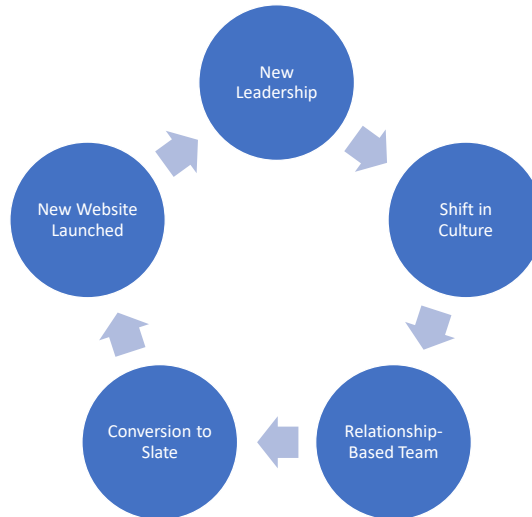 New
Leadership
Shift in
Culture
Relationship-
Based Team
Conversion to
Slate
New Website
Launched